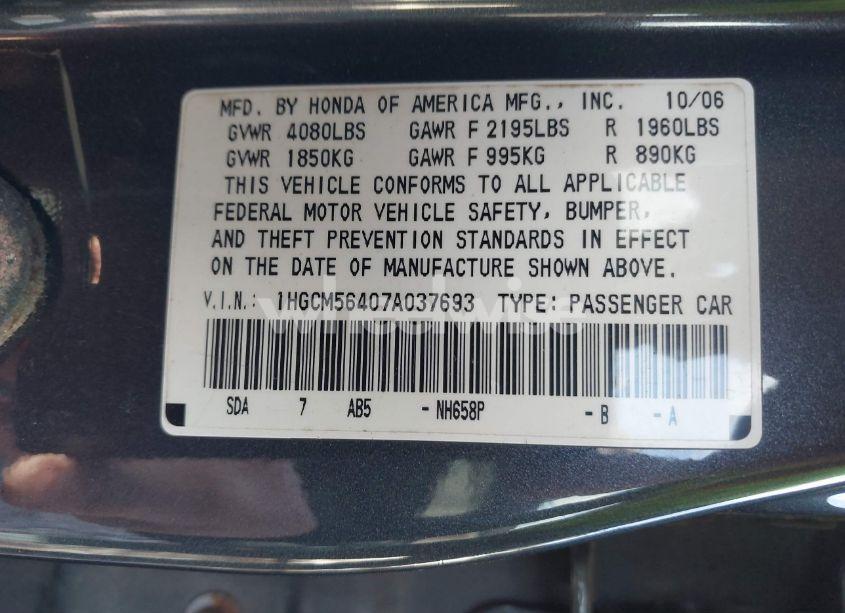 MFD. BY HONDA OF AMERICA MFG., INC. 10/06
GVWR 4080LBS GAWR F 2195LBS R 1960LBS
GVWR 1850KG GAWR F 995KG R 890KG
THIS VEHICLE CONFORMS TO ALL APPLICABLE
FEDERAL MOTOR VEHICLE SAFETY, BUMPER,
AND THEFT PREVENTION STANDARDS IN EFFECT
ON THE DATE OF MANUFACTURE SHOWN ABOVE.
V.I.N.: 1HGCM56407A037693 TYPE: PASSENGER CAR
wheelwise
SDA 7 AB5 - NH658P - B - A